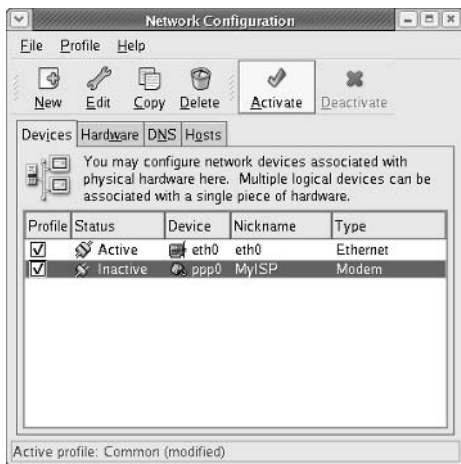 Network Configuration
File Profile Help
New Edit Copy Delete Activate Deactivate
Devices Hardware DNS Hosts
You may configure network devices associated with
physical hardware here. Multiple logical devices can be
associated with a single piece of hardware.
Profile Status Device Nickname Type
Active eth0 eth0 Ethernet
Inactive ppp0 MyISP Modem
Active profile: Common (modified)